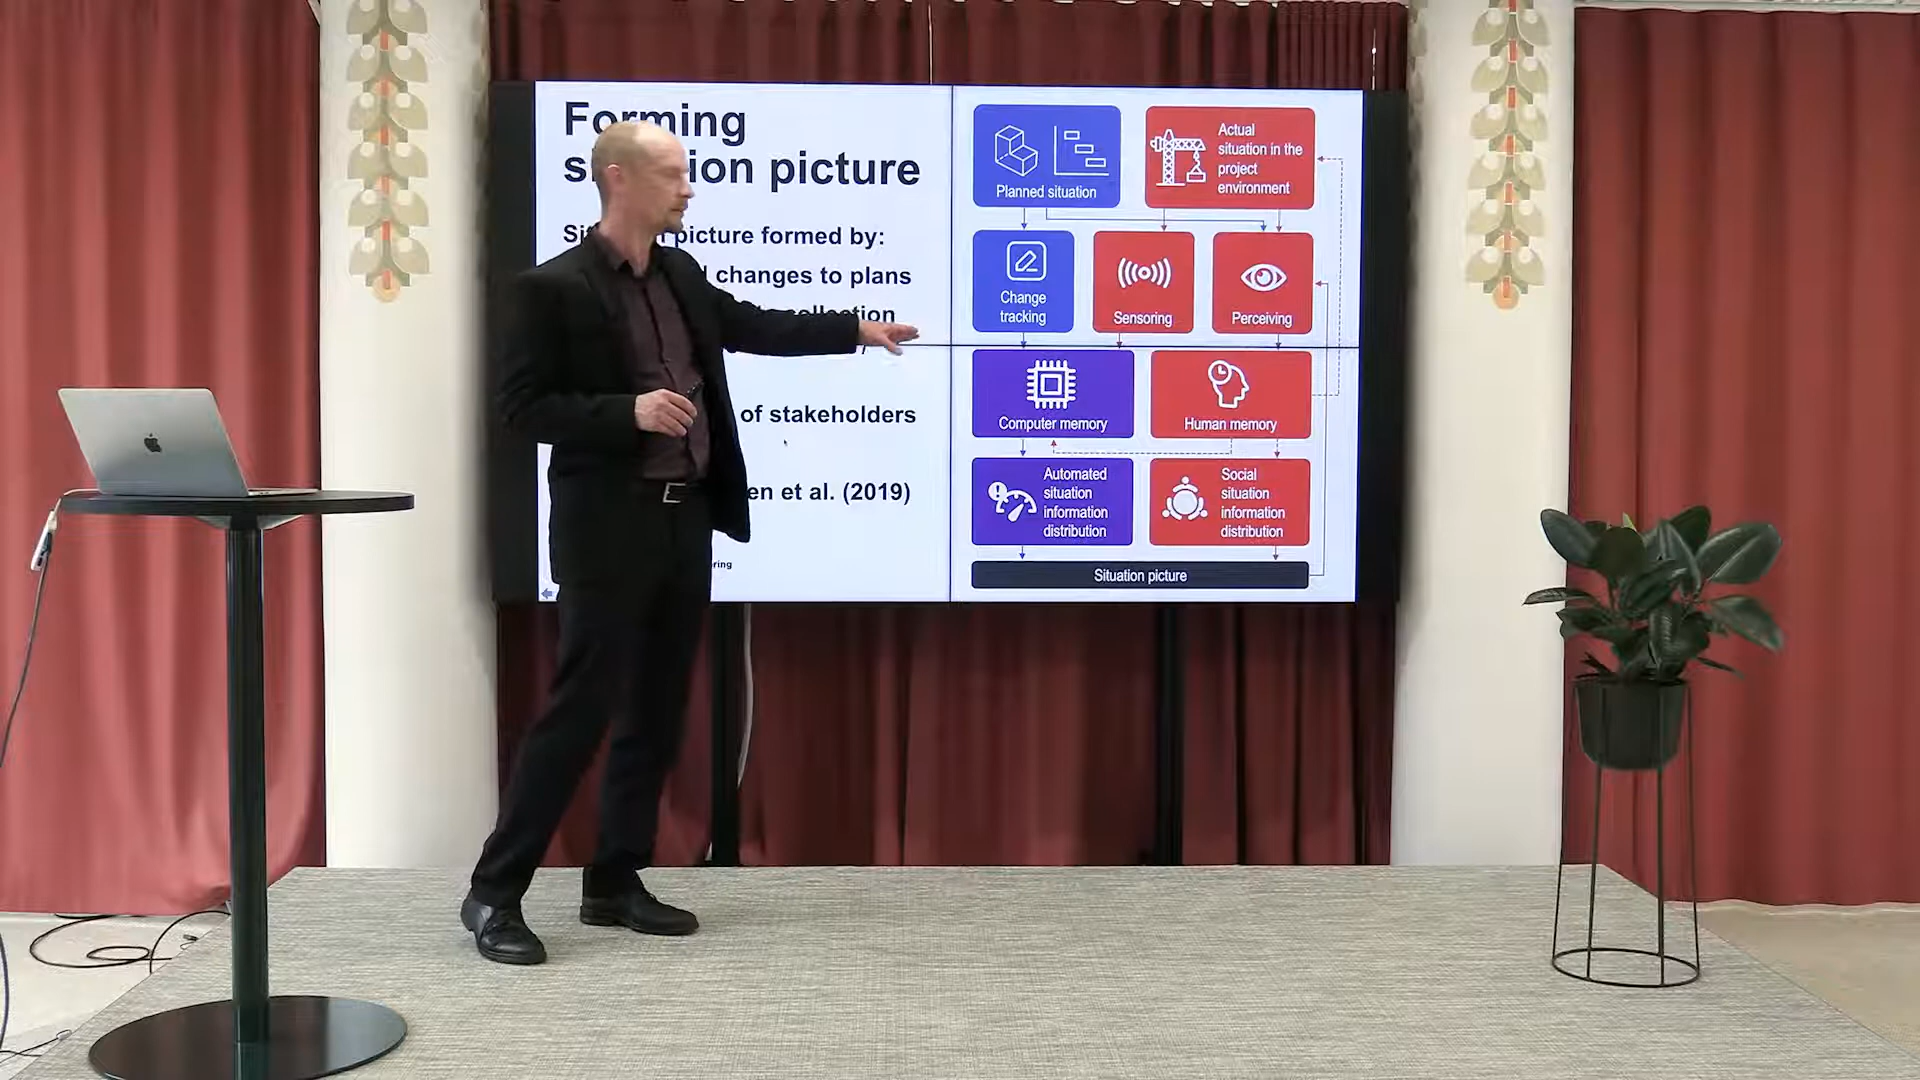 Forming
picture
picture formed by:
changes to plans
collection
of stakeholders
et al. (2019)
Planned situation
Actual
situation in the
project
environment
Change
tracking
Sensoring
Perceiving
Computer memory
Human memory
Automated
situation
information
distribution
Social
situation
information
distribution
Situation picture